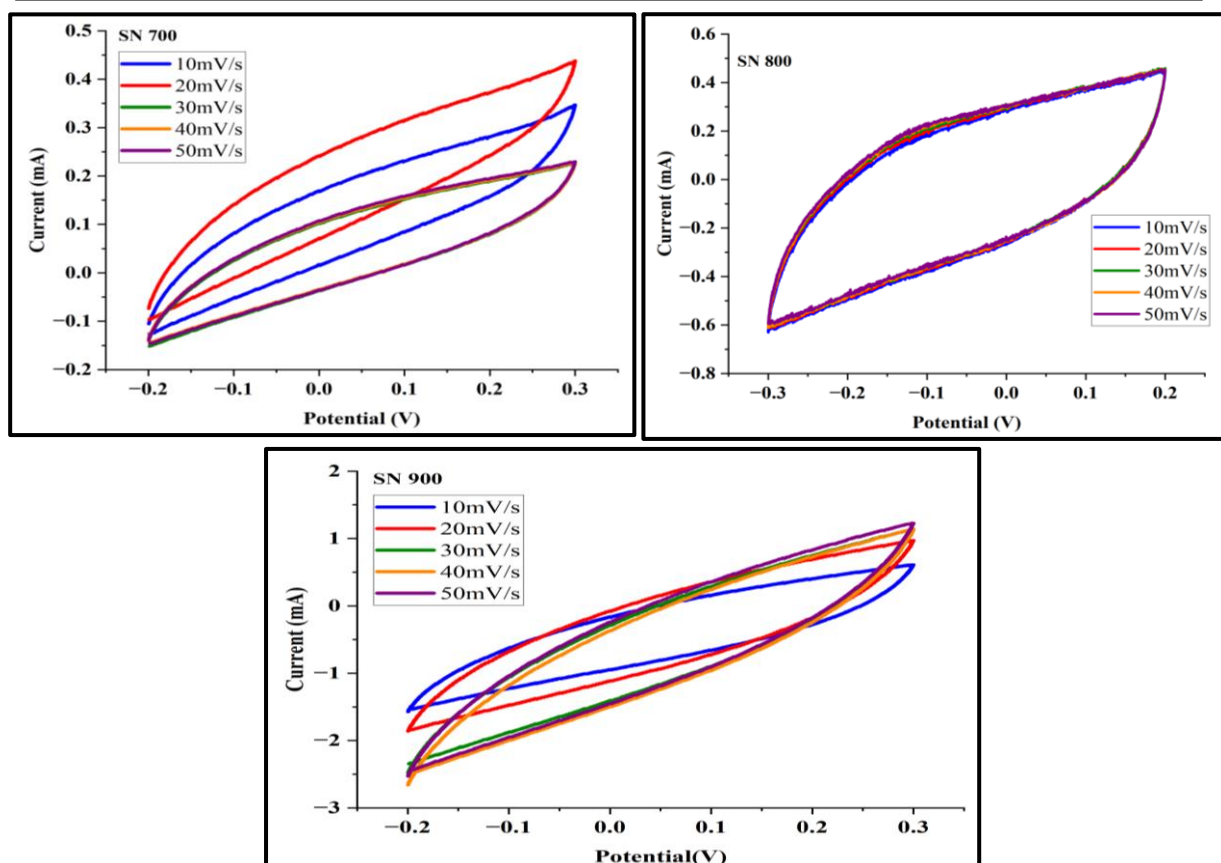 SN 700
10mV/s
20mV/s
30mV/s
40mV/s
50mV/s
0.5
0.4
0.3
0.2
0.1
0.0
−0.1
−0.2
Current (mA)
−0.2
−0.1
0.0
0.1
0.2
0.3
Potential (V)
SN 800
0.6
0.4
0.2
0.0
−0.2
−0.4
−0.6
−0.8
Current (mA)
10mV/s
20mV/s
30mV/s
40mV/s
50mV/s
−0.3
−0.2
−0.1
0.0
0.1
0.2
Potential (V)
SN 900
10mV/s
20mV/s
30mV/s
40mV/s
50mV/s
2
1
0
−1
−2
−3
Current (mA)
−0.2
−0.1
0.0
0.1
0.2
0.3
Potential(V)